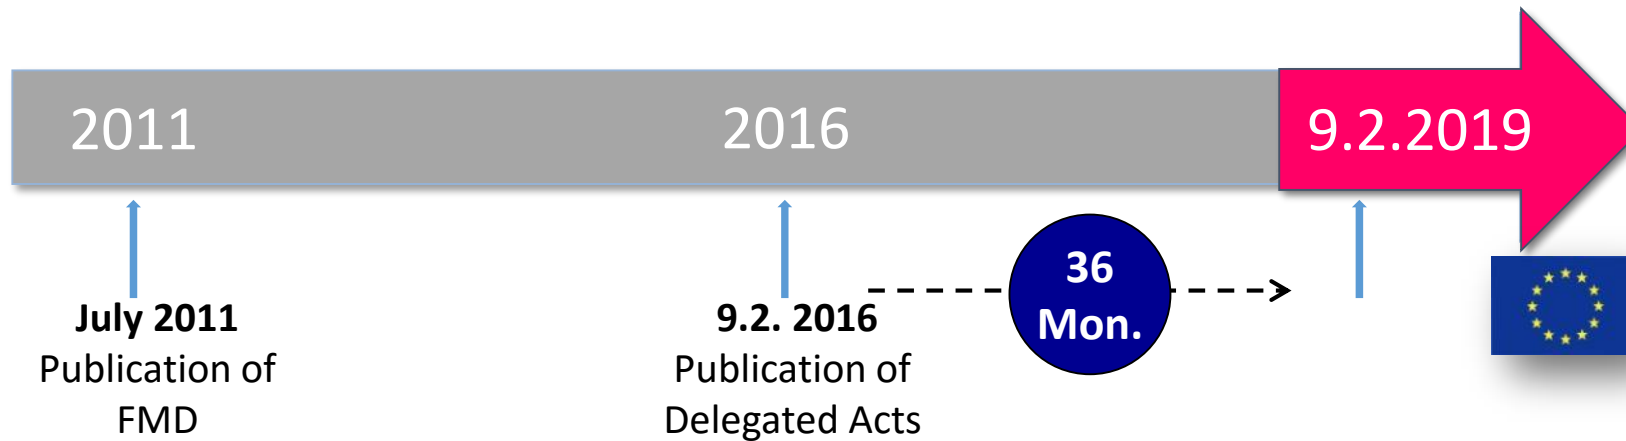 2011
2016
9.2.2019
July 2011
Publication of
FMD
9.2. 2016
Publication of
Delegated Acts
36
Mon.